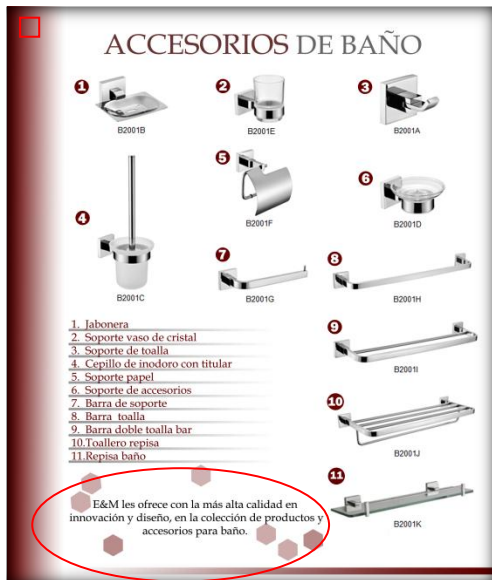 ACCESORIOS DE BAÑO
1
B2001B
2
B2001E
3
B2001A
4
B2001C
5
B2001F
6
B2001D
7
B2001G
8
B2001H
9
B2001I
10
B2001J
11
B2001K
1. Jabonera
2. Soporte vaso de cristal
3. Soporte de toalla
4. Cepillo de inodoro con titular
5. Soporte papel
6. Soporte de accesorios
7. Barra de soporte
8. Barra toalla
9. Barra doble toalla bar
10.Toallero repisa
11.Repisa baño
E&M les ofrece con la más alta calidad en
innovación y diseño, en la colección de productos y
accesorios para baño.